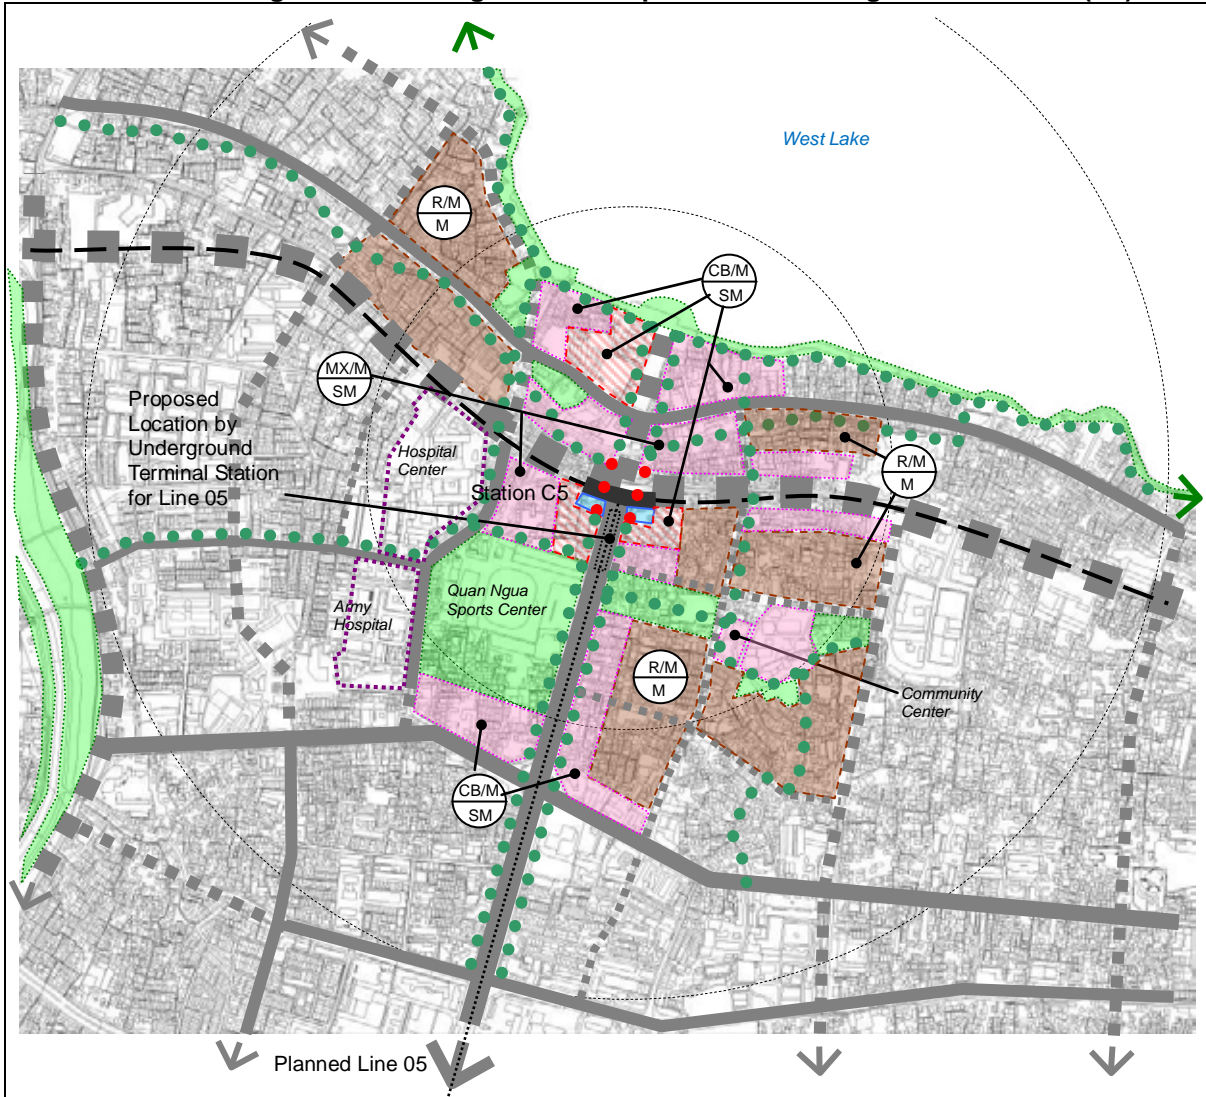 West Lake
R/M
M
CB/M
SM
MX/M
SM
Proposed
Location by
Underground
Terminal Station
for Line 05
Hospital
Center
Station C5
R/M
M
Quan Ngua
Sports Center
Army
Hospital
R/M
M
Community
Center
CB/M
SM
Planned Line 05